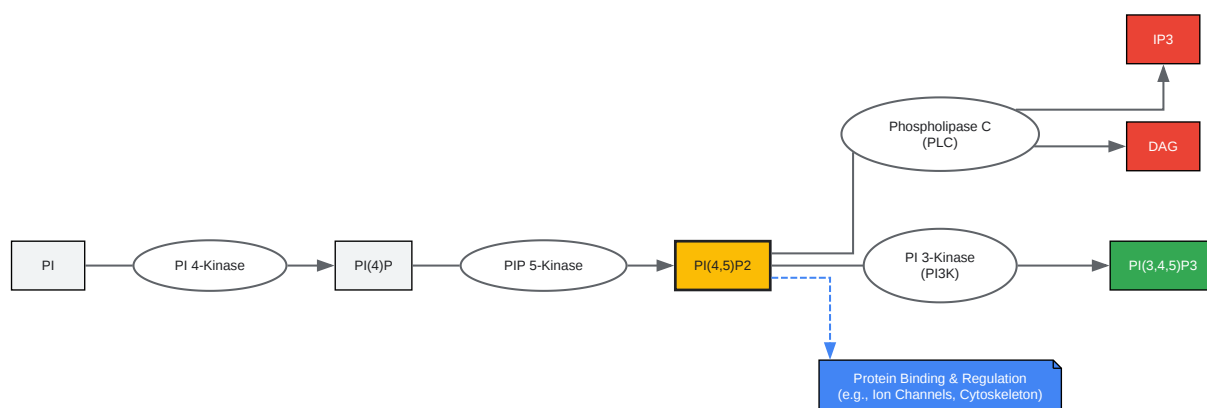 IP3
Phospholipase C
(PLC)
DAG
PI
PI 4-Kinase
PI(4)P
PIP 5-Kinase
PI(4,5)P2
PI 3-Kinase
(PI3K)
PI(3,4,5)P3
Protein Binding & Regulation
(e.g., Ion Channels, Cytoskeleton)